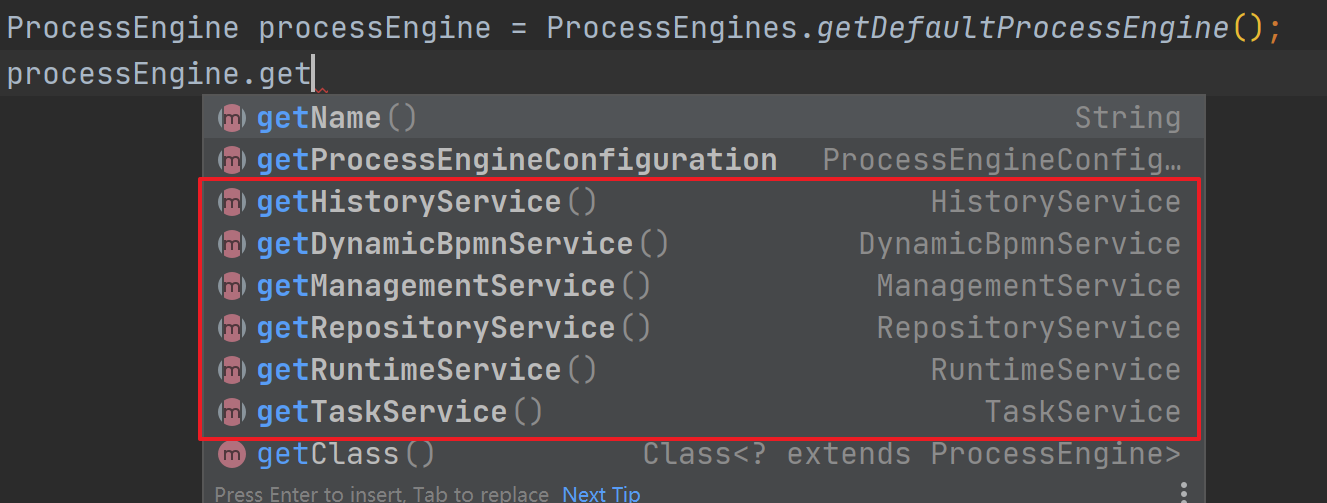 ProcessEngine processEngine = ProcessEngines.getDefaultProcessEngine();
processEngine.get
m getName() String
m getProcessEngineConfiguration ProcessEngineConfig…
m getHistoryService() HistoryService
m getDynamicBpmnService() DynamicBpmnService
m getManagementService() ManagementService
m getRepositoryService() RepositoryService
m getRuntimeService() RuntimeService
m getTaskService() TaskService
m getClass() Class<? extends ProcessEngine>
Press Enter to insert, Tab to replace Next Tip